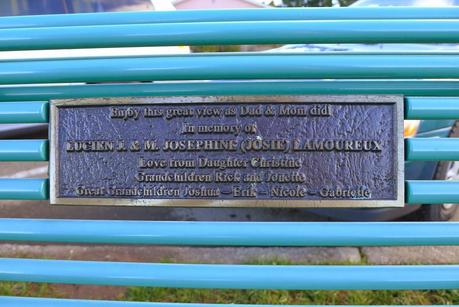 Enjoy this great view as Dad & Mom did!
In memory of
LUCIEN J. & M. JOSEPHINE (JOSIE) LAMOUREUX
Love from Daughter Christine
Grandchildren Rick and Jonette
Great Grandchildren Joshua - Erik - Nicole - Gabrielle